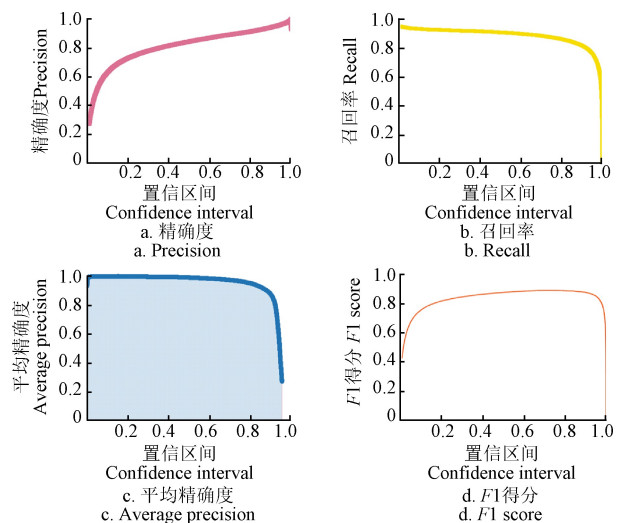 精确度Precision
1.0
0.8
0.6
0.4
0.2
0.2 0.4 0.6 0.8 1.0
置信区间
Confidence interval
a. 精确度
a. Precision
召回率 Recall
1.0
0.8
0.6
0.4
0.2
0.2 0.4 0.6 0.8 1.0
置信区间
Confidence interval
b. 召回率
b. Recall
平均精确度
Average precision
1.0
0.8
0.6
0.4
0.2
0.2 0.4 0.6 0.8 1.0
置信区间
Confidence interval
c. 平均精确度
c. Average precision
F1得分 F1 score
1.0
0.8
0.6
0.4
0.2
0.2 0.4 0.6 0.8 1.0
置信区间
Confidence interval
d. F1得分
d. F1 score